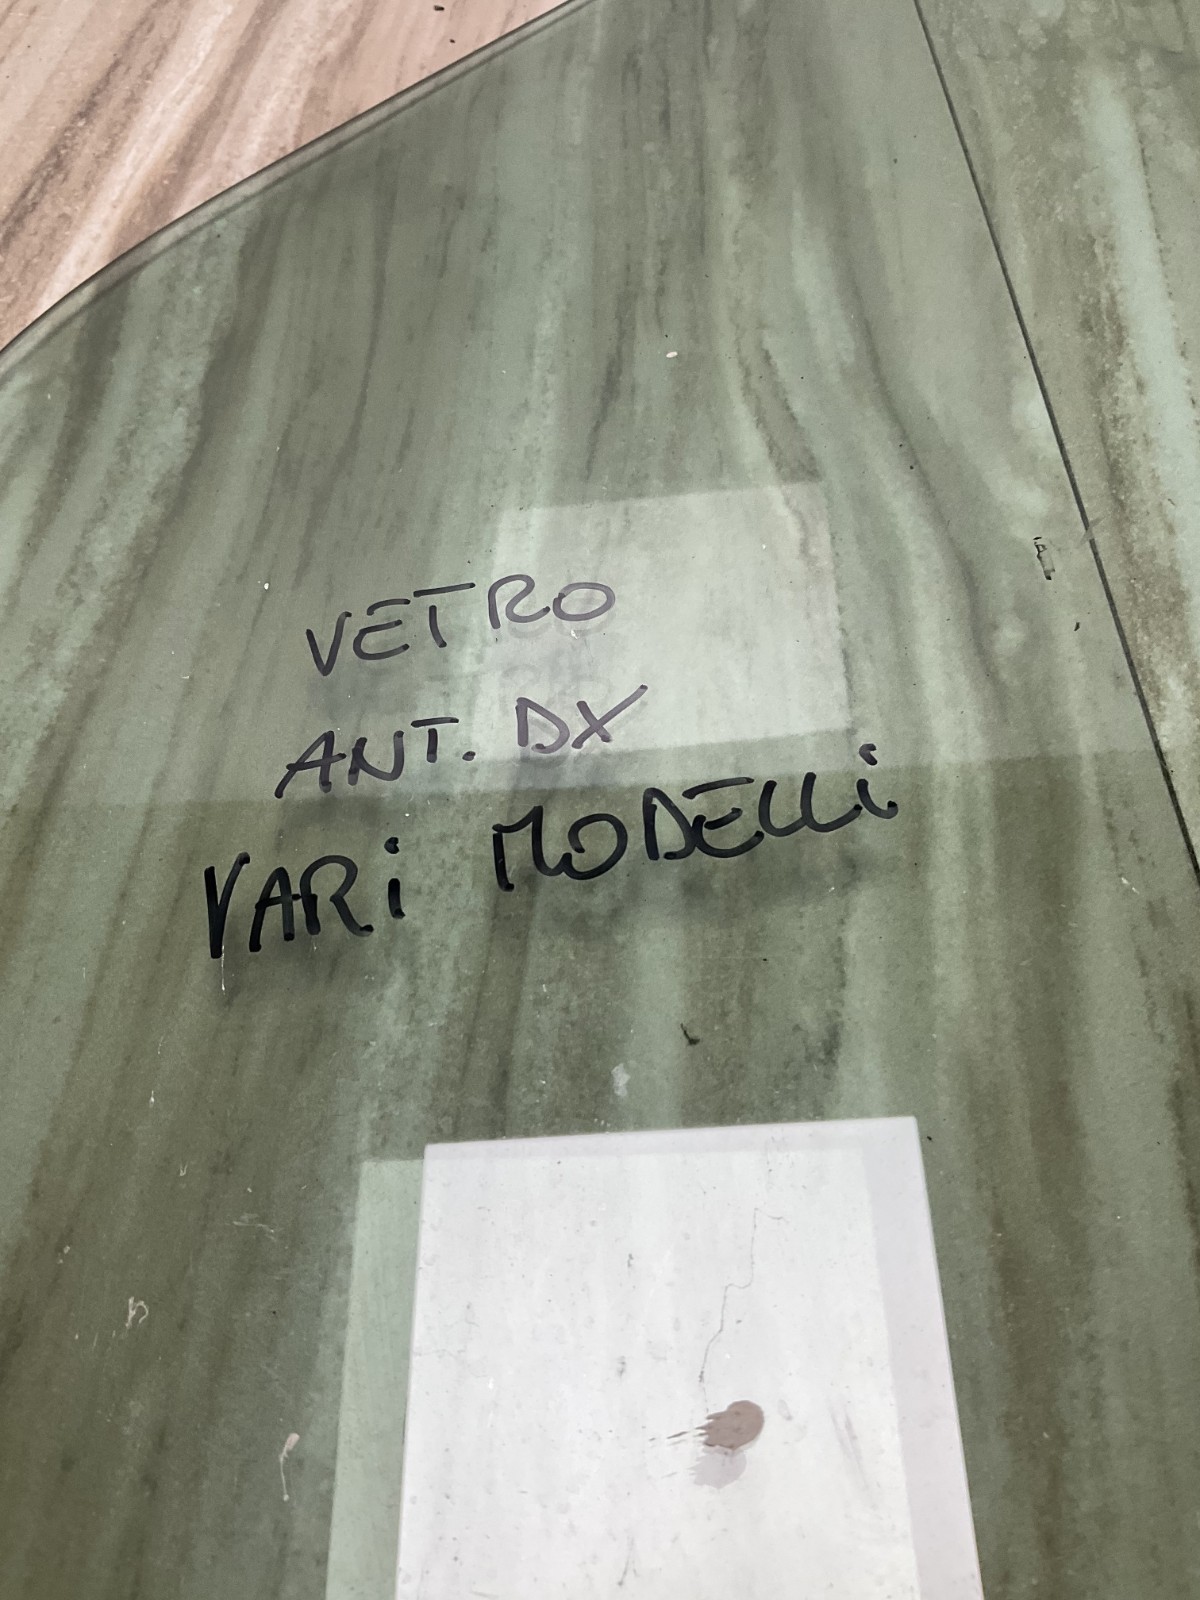 VETRO
ANT. DX
VARi MODELLi